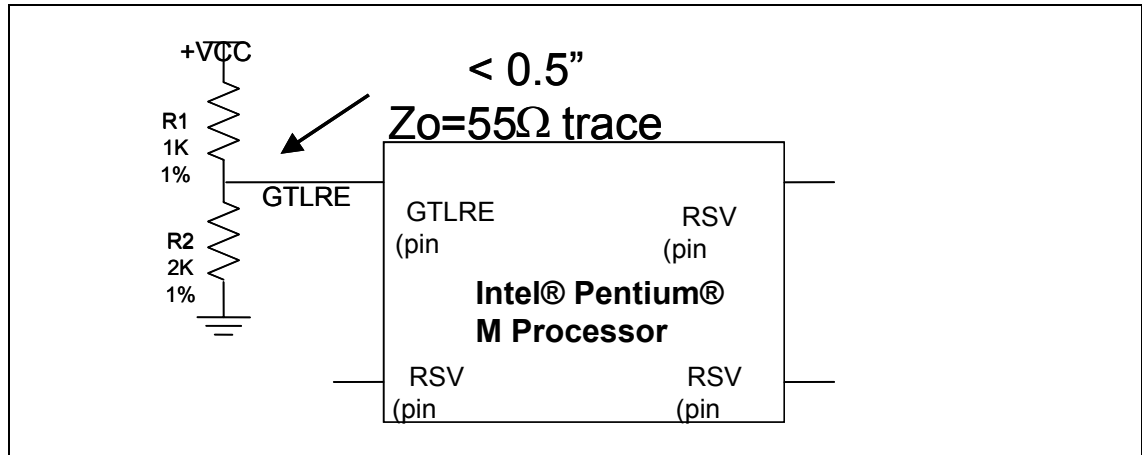 +VCC
< 0.5”
Zo=55Ω trace
R1
1K
1%
GTLRE
R2
2K
1%
GTLRE
(pin
RSV
(pin
Intel® Pentium®
M Processor
RSV
(pin
RSV
(pin